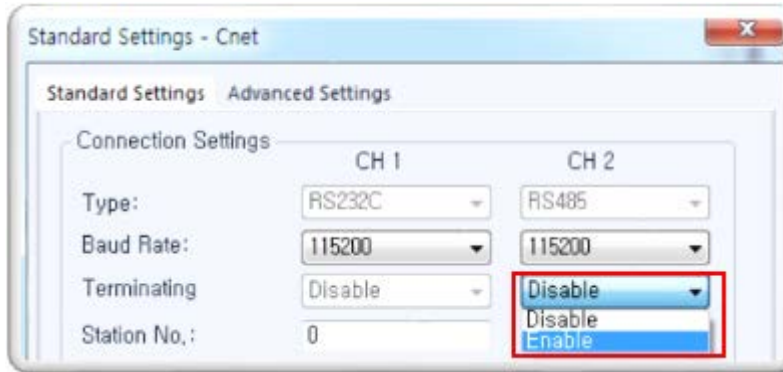 Standard Settings - Cnet
Standard Settings Advanced Settings
Connection Settings
CH 1 CH 2
Type: RS232C RS485
Baud Rate: 115200 115200
Terminating Disable Disable
Disable
Station No.: 0 Enable